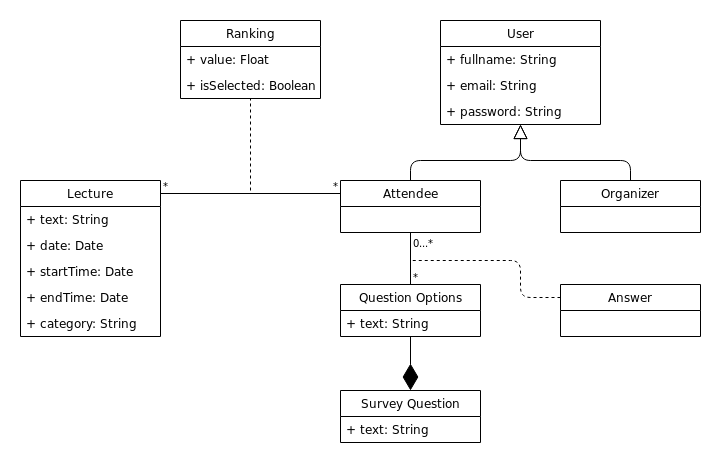 Ranking
+ value: Float
+ isSelected: Boolean
User
+ fullname: String
+ email: String
+ password: String
Lecture
+ text: String
+ date: Date
+ startTime: Date
+ endTime: Date
+ category: String
*
*
Attendee
Organizer
0...*
*
Question Options
+ text: String
Answer
Survey Question
+ text: String